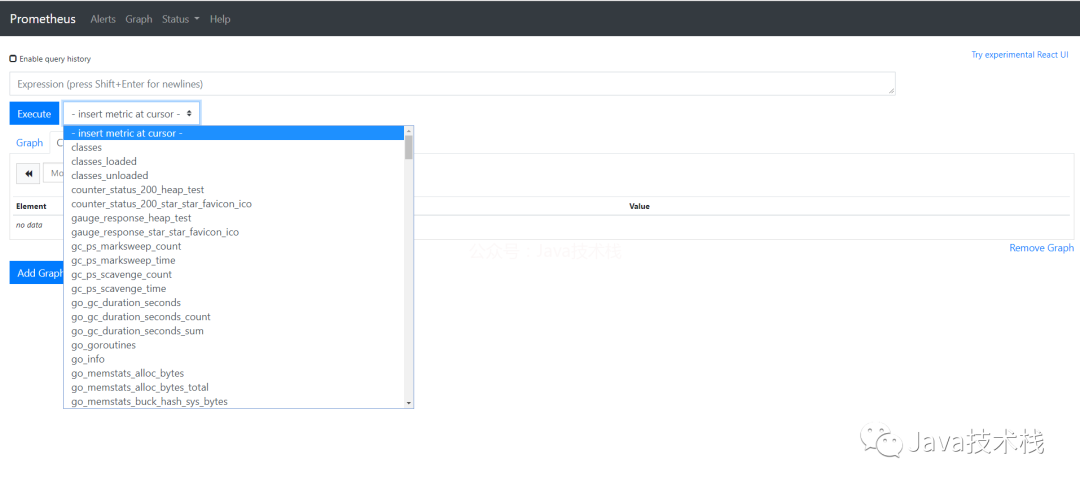 Prometheus Alerts Graph Status Help
Enable query history
Try experimental React UI
Expression (press Shift+Enter for newlines)
Execute
- insert metric at cursor -
- insert metric at cursor -
classes
classes_loaded
classes_unloaded
counter_status_200_heap_test
counter_status_200_star_star_favicon_ico
gauge_response_heap_test
gauge_response_star_star_favicon_ico
gc_ps_marksweep_count
gc_ps_marksweep_time
gc_ps_scavenge_count
gc_ps_scavenge_time
go_gc_duration_seconds
go_gc_duration_seconds_count
go_gc_duration_seconds_sum
go_goroutines
go_info
go_memstats_alloc_bytes
go_memstats_alloc_bytes_total
go_memstats_buck_hash_sys_bytes
Graph C
Mo
Element Value
no data
Remove Graph
公众号：Java技术栈
Add Graph
Java技术栈